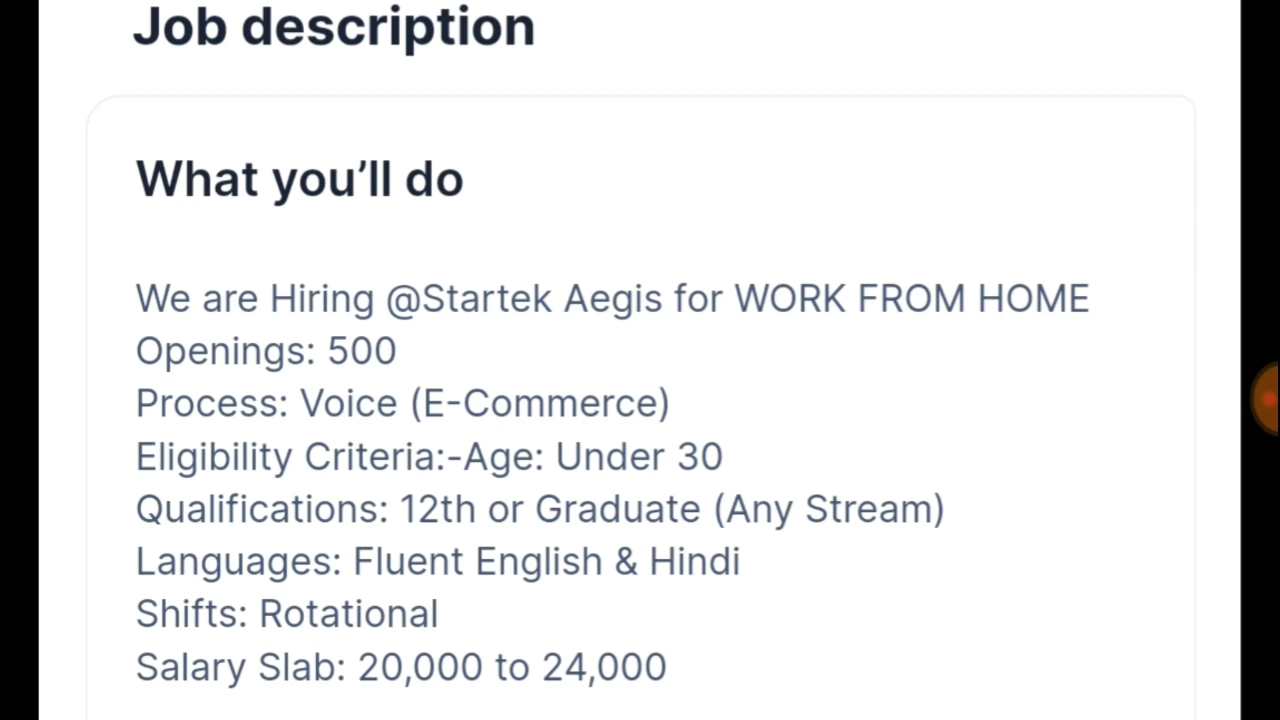 Job description
What you’ll do
We are Hiring @Startek Aegis for WORK FROM HOME
Openings: 500
Process: Voice (E-Commerce)
Eligibility Criteria:-Age: Under 30
Qualifications: 12th or Graduate (Any Stream)
Languages: Fluent English & Hindi
Shifts: Rotational
Salary Slab: 20,000 to 24,000